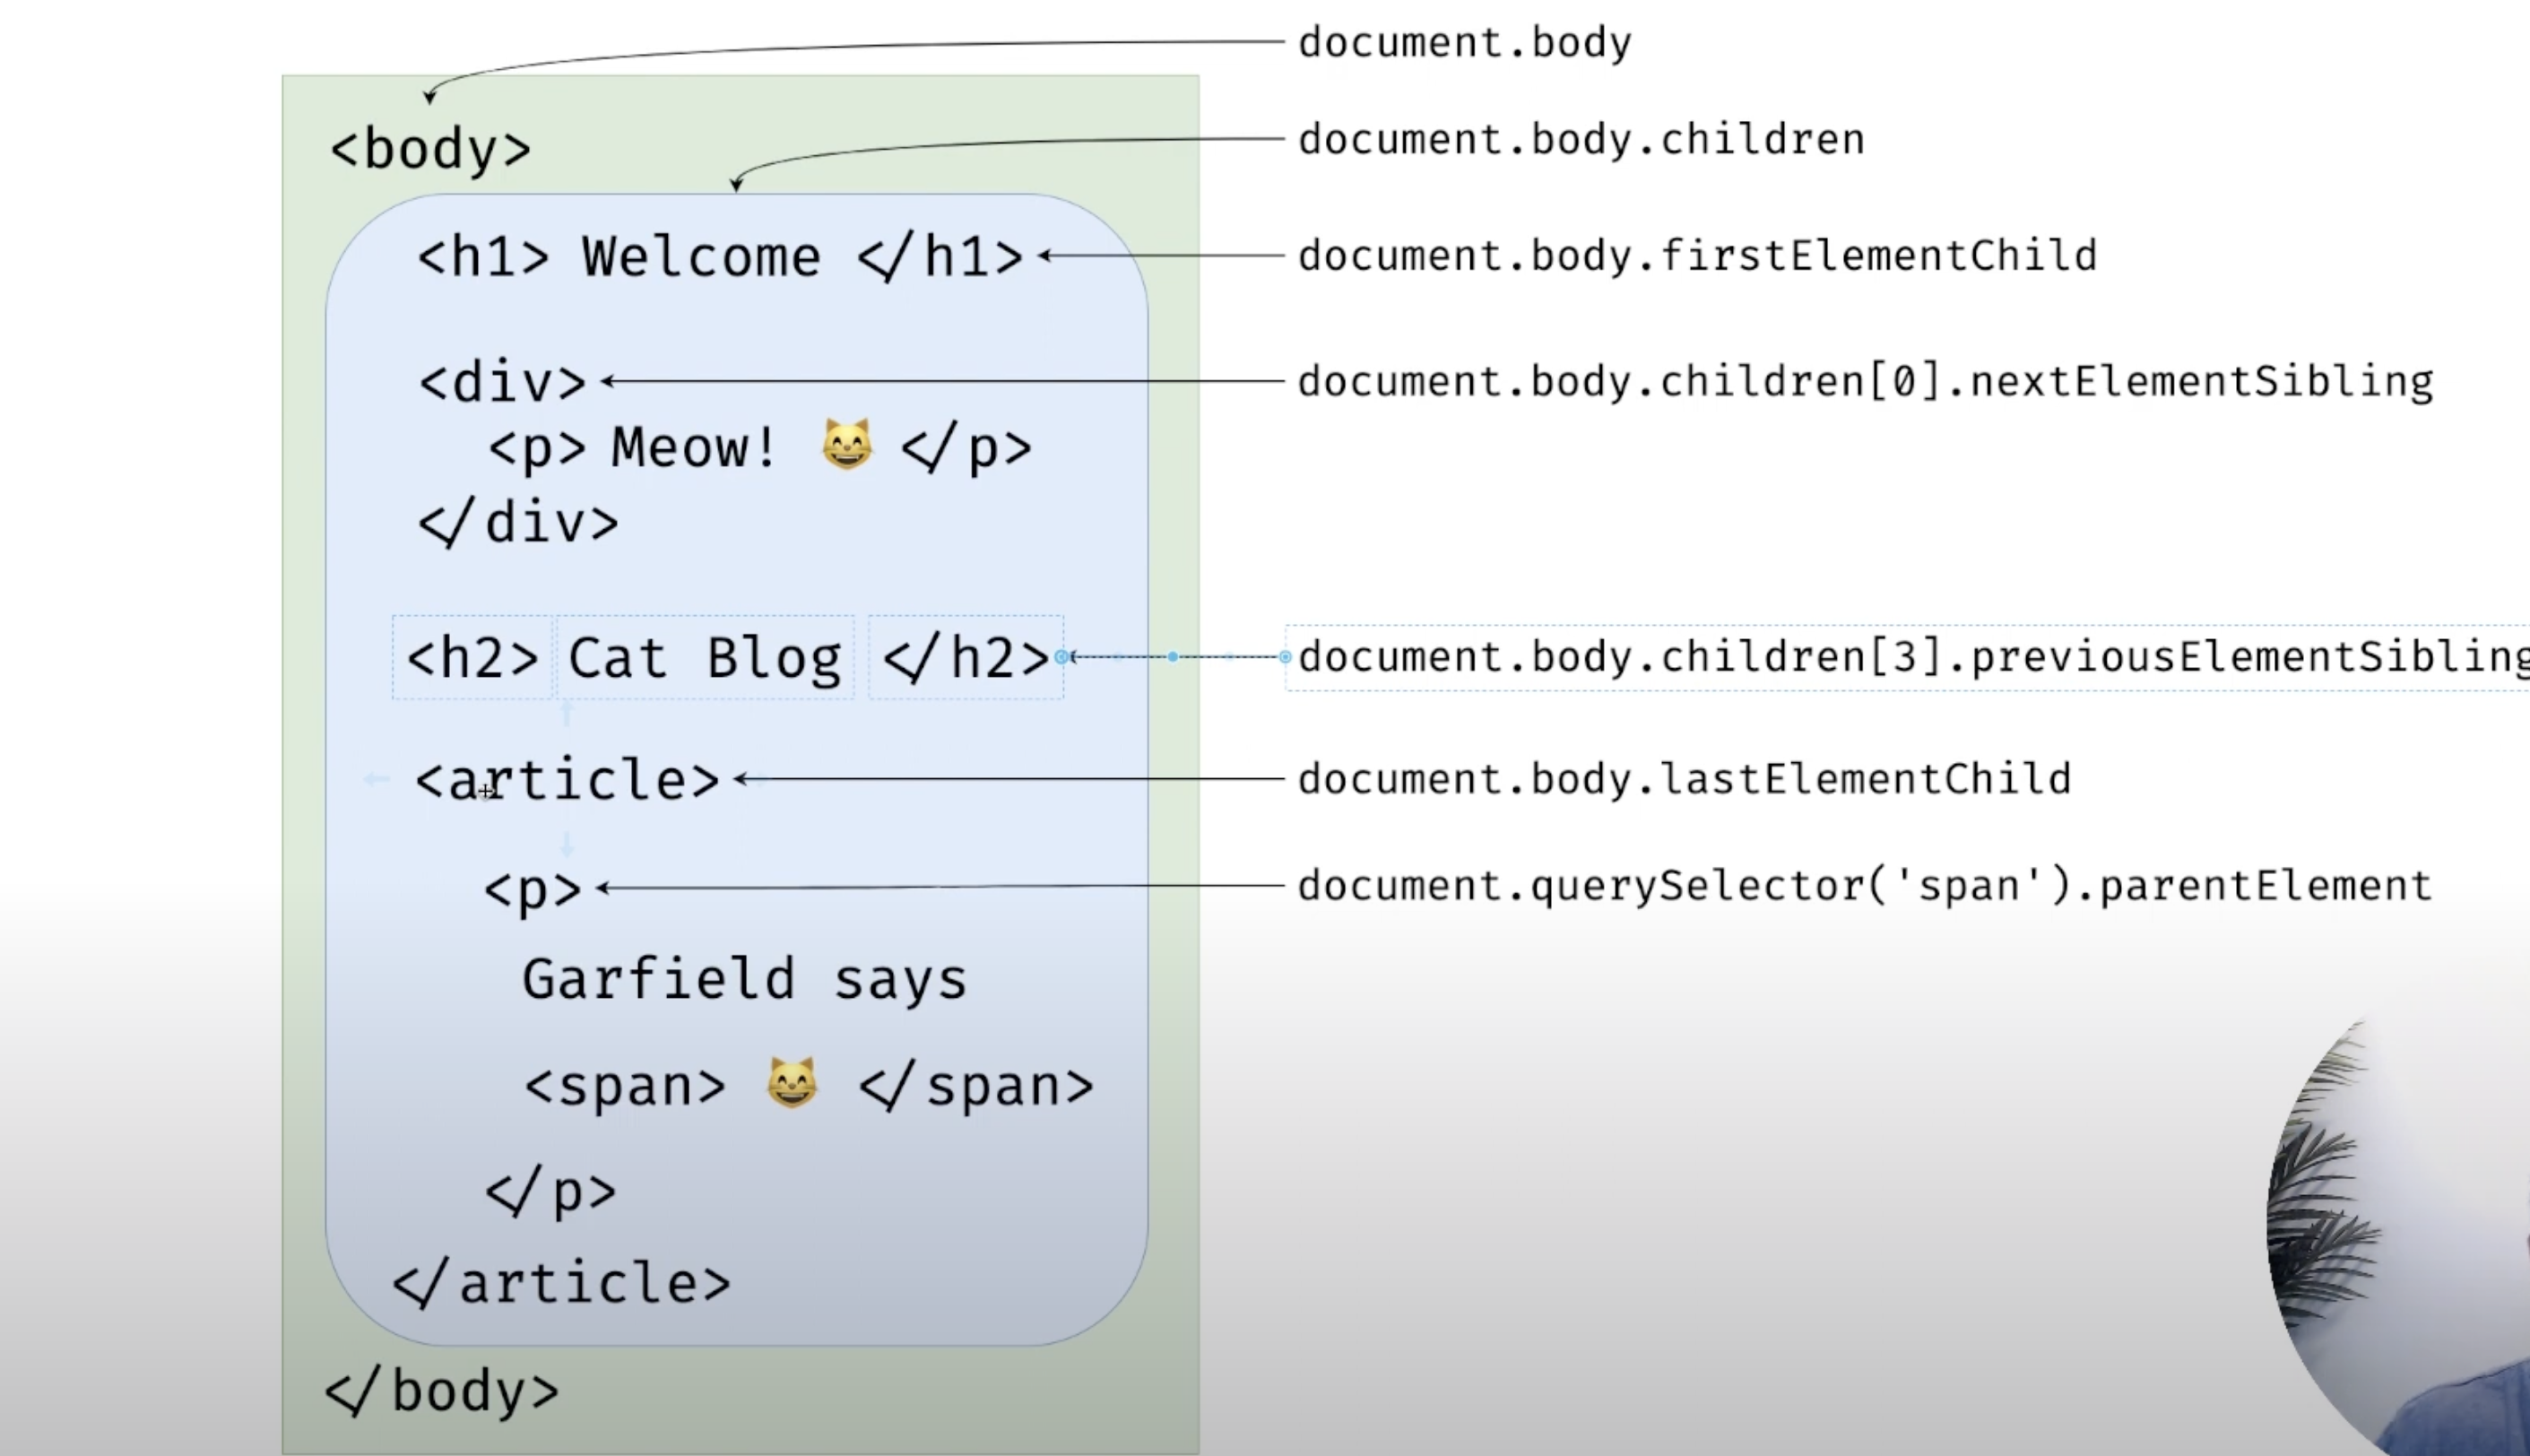 document.body
<body>
document.body.children
<h1> Welcome </h1>
document.body.firstElementChild
<div>
document.body.children[0].nextElementSibling
<p> Meow! 😸 </p>
</div>
<h2> Cat Blog </h2>
document.body.children[3].previousElementSibling
<article>
document.body.lastElementChild
<p>
document.querySelector('span').parentElement
Garfield says
<span> 😸 </span>
</p>
</article>
</body>